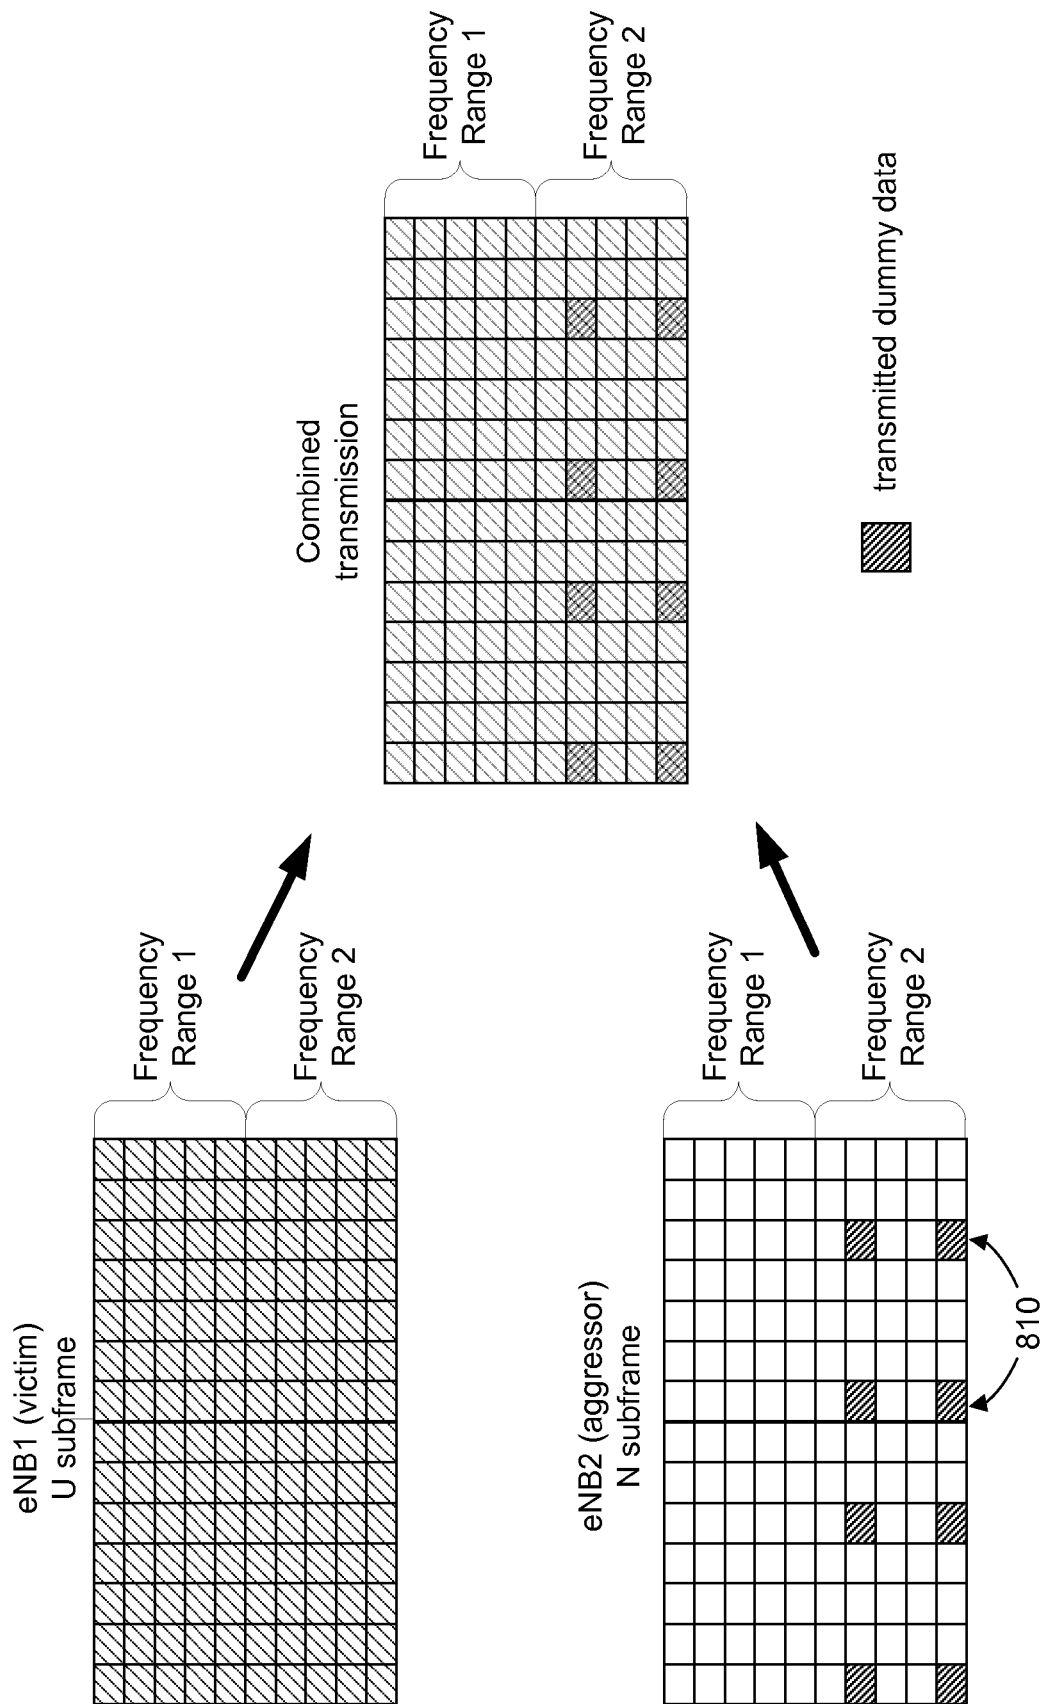 eNB1 (victim)
U subframe
Frequency
Range 1
Frequency
Range 2
eNB2 (aggressor)
N subframe
Frequency
Range 1
Frequency
Range 2
810
Combined
transmission
Frequency
Range 1
Frequency
Range 2
transmitted dummy data